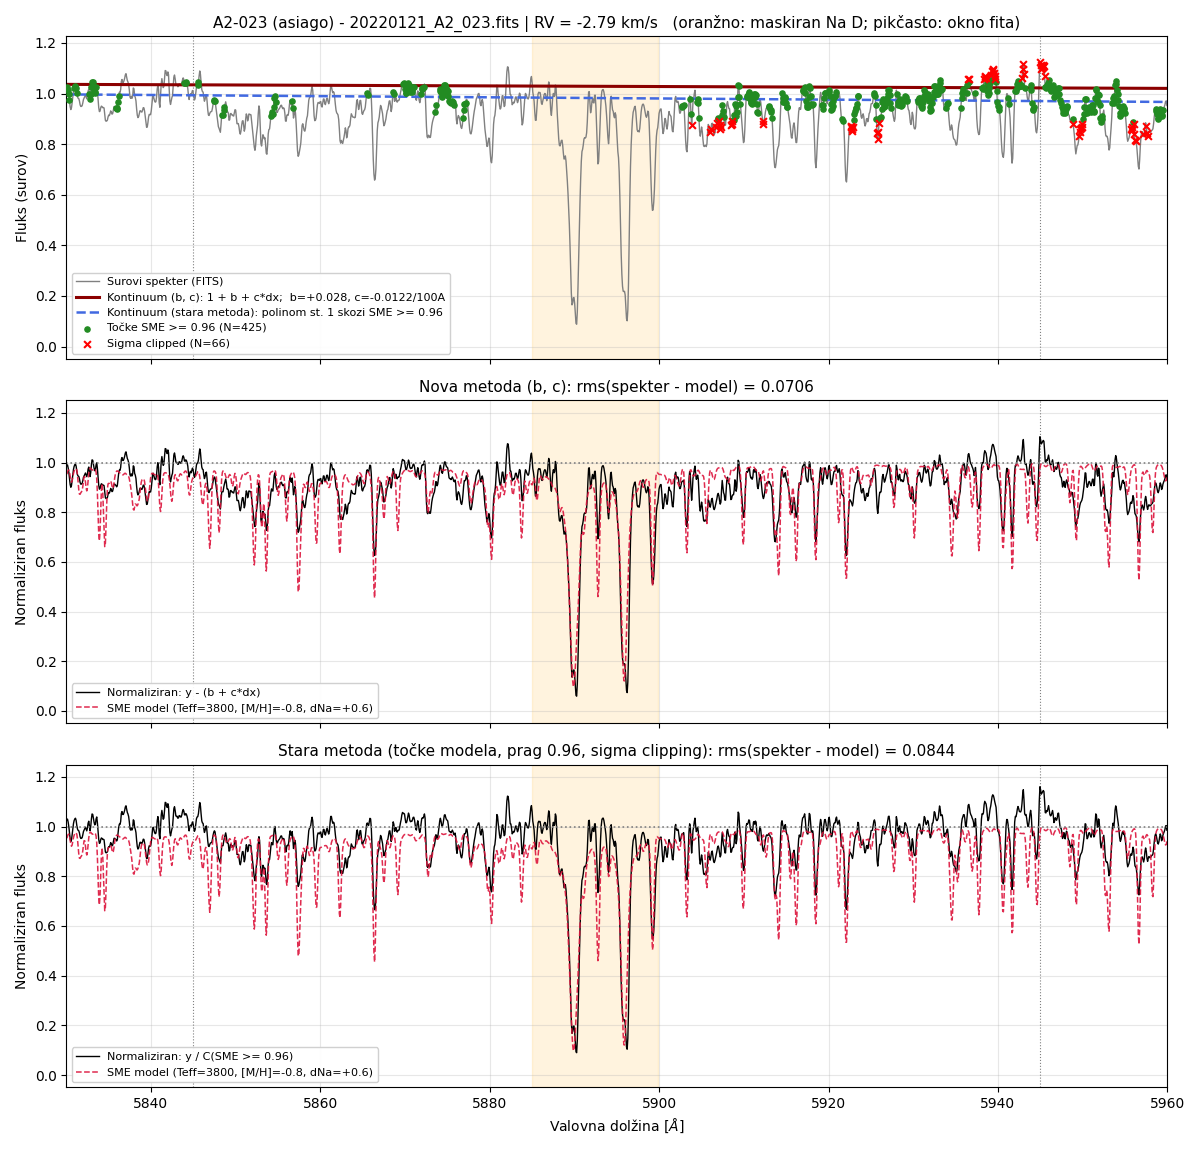 A2-023 (asiago) - 20220121_A2_023.fits | RV = -2.79 km/s   (oranžno: maskiran Na D; pikčasto: okno fita)
1.2
1.0
0.8
0.6
0.4
0.2
0.0
Fluks (surov)
Surovi spekter (FITS)
Kontinuum (b, c): 1 + b + c*dx;  b=+0.028, c=-0.0122/100A
Kontinuum (stara metoda): polinom st. 1 skozi SME >= 0.96
Točke SME >= 0.96 (N=425)
Sigma clipped (N=66)
Nova metoda (b, c): rms(spekter - model) = 0.0706
1.2
1.0
0.8
0.6
0.4
0.2
0.0
Normaliziran fluks
Normaliziran: y - (b + c*dx)
SME model (Teff=3800, [M/H]=-0.8, dNa=+0.6)
Stara metoda (točke modela, prag 0.96, sigma clipping): rms(spekter - model) = 0.0844
1.2
1.0
0.8
0.6
0.4
0.2
0.0
Normaliziran fluks
Normaliziran: y / C(SME >= 0.96)
SME model (Teff=3800, [M/H]=-0.8, dNa=+0.6)
5840 5860 5880 5900 5920 5940 5960
Valovna dolžina [Å]